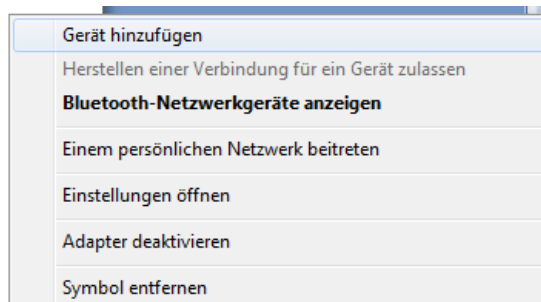 Gerät hinzufügen
Herstellen einer Verbindung für ein Gerät zulassen
Bluetooth-Netzwerkgeräte anzeigen
Einem persönlichen Netzwerk beitreten
Einstellungen öffnen
Adapter deaktivieren
Symbol entfernen